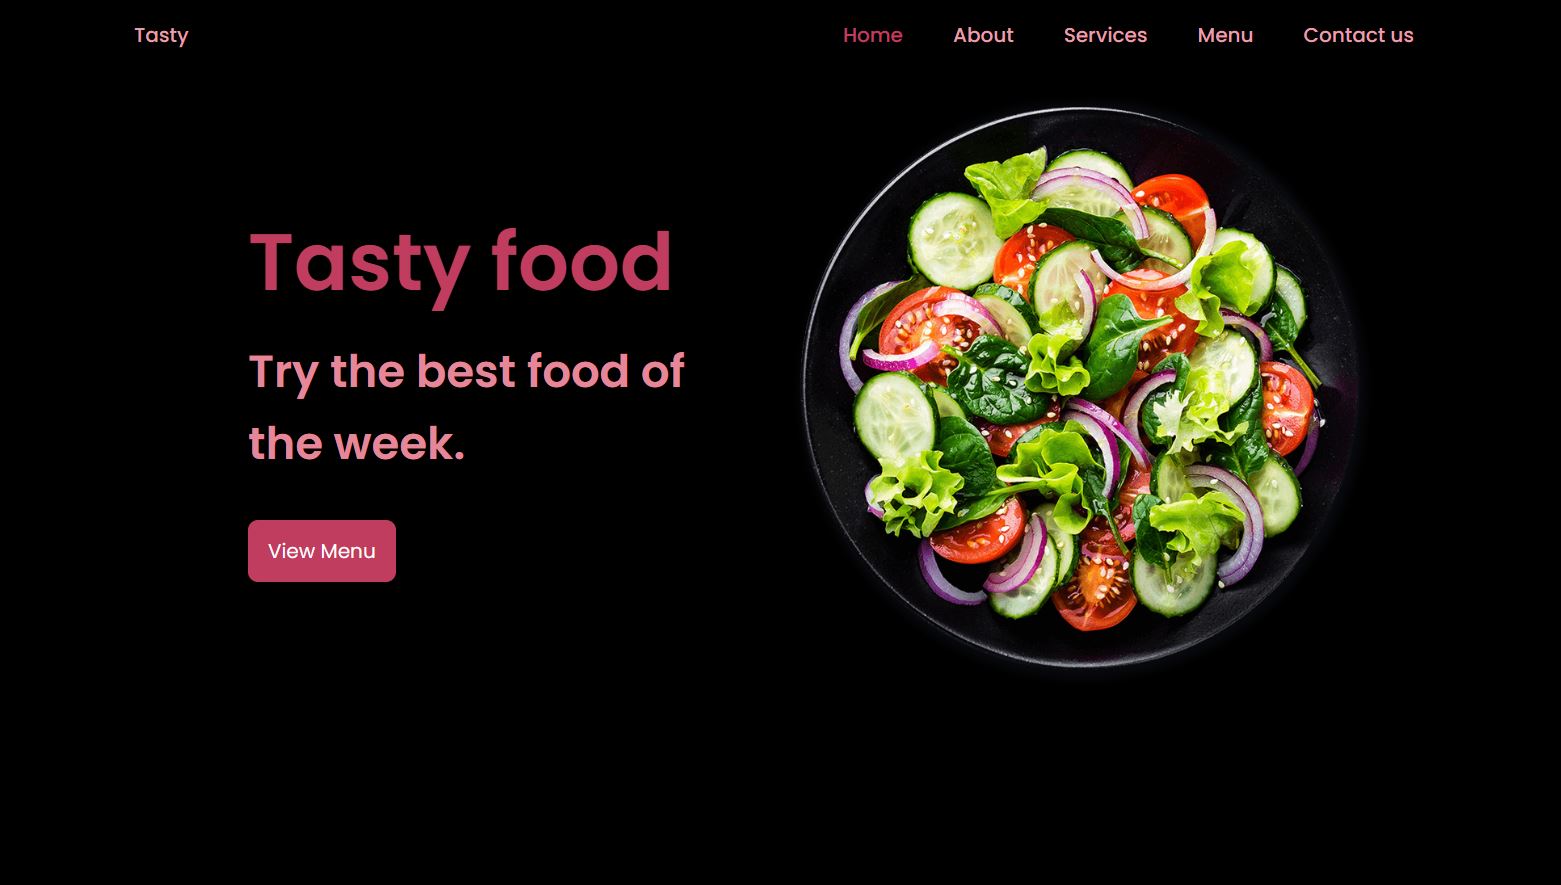 Tasty
Home About Services Menu Contact us
Tasty food
Try the best food of
the week.
View Menu